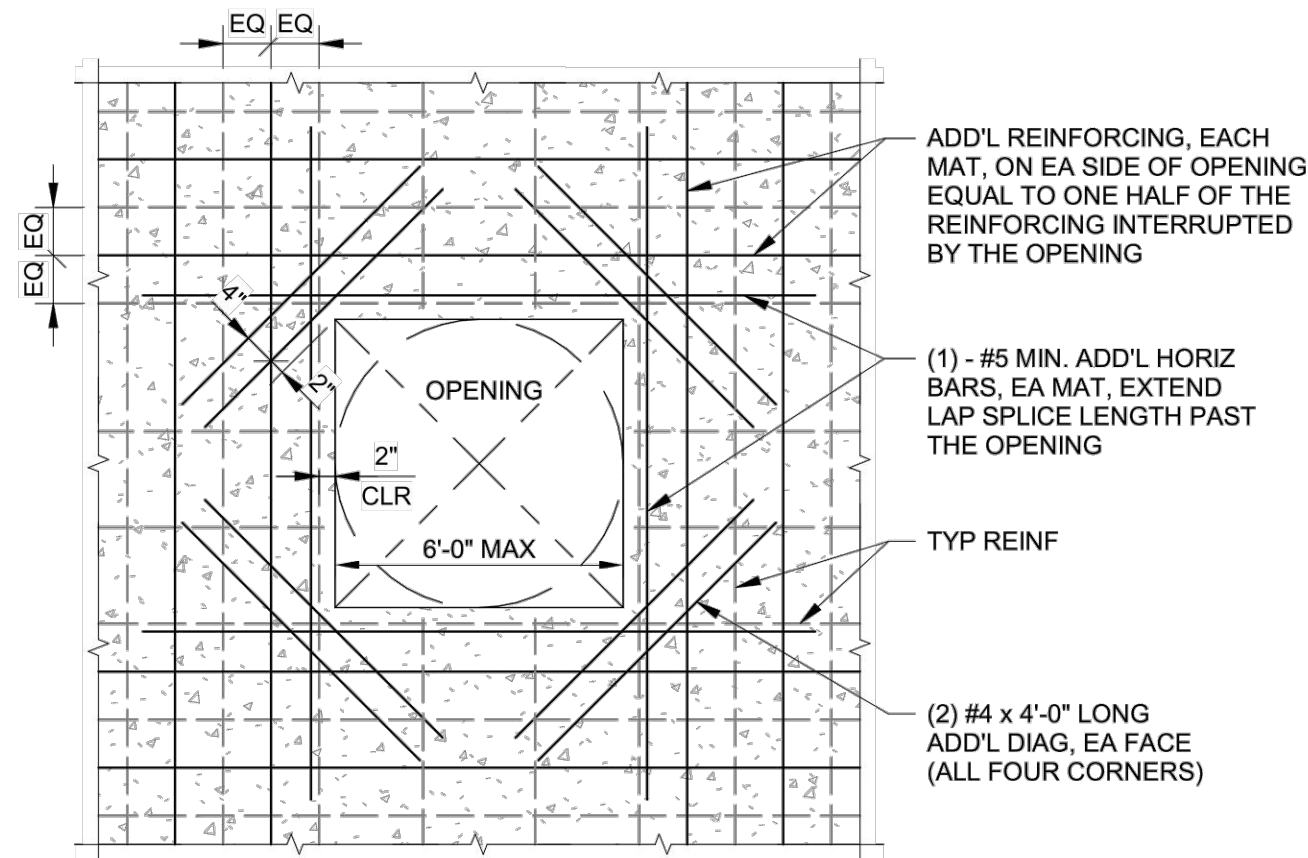 EQ EQ
EQ
EQ
4"
2"
OPENING
2"
CLR
6'-0" MAX
ADD'L REINFORCING, EACH
MAT, ON EA SIDE OF OPENING
EQUAL TO ONE HALF OF THE
REINFORCING INTERRUPTED
BY THE OPENING
(1) - #5 MIN. ADD'L HORIZ
BARS, EA MAT, EXTEND
LAP SPLICE LENGTH PAST
THE OPENING
TYP REINF
(2) #4 x 4'-0" LONG
ADD'L DIAG, EA FACE
(ALL FOUR CORNERS)